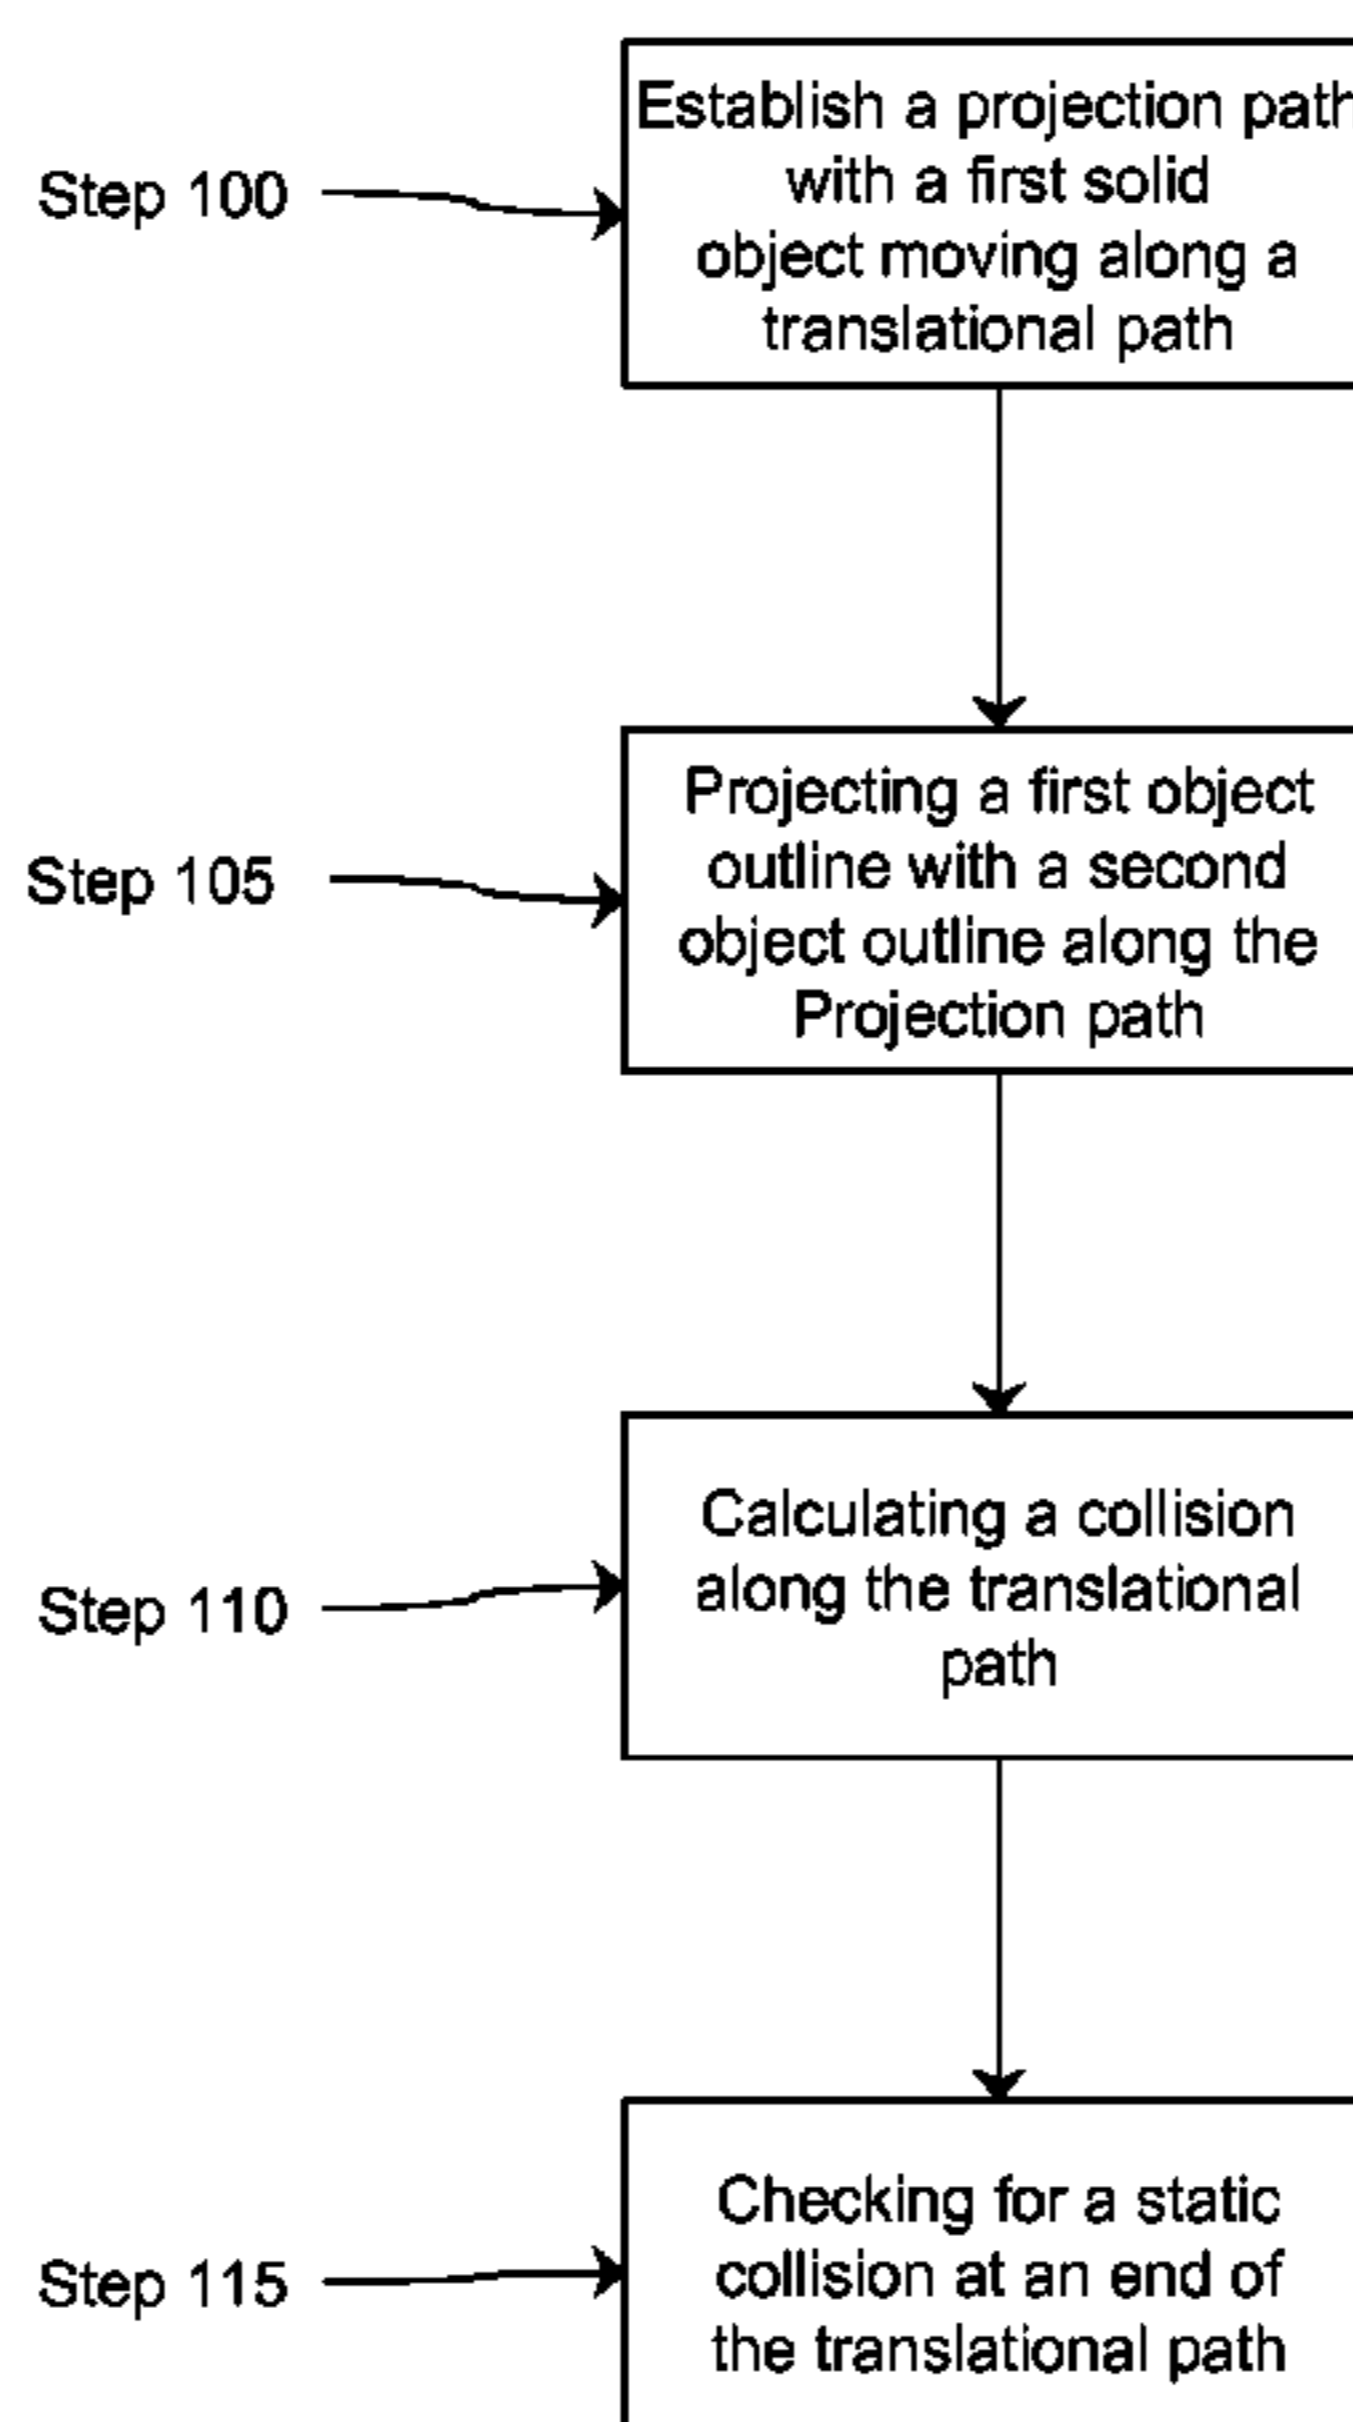 Establish a projection path
with a first solid
object moving along a
translational path
Step 100
Projecting a first object
outline with a second
object outline along the
Projection path
Step 105
Calculating a collision
along the translational
path
Step 110
Checking for a static
collision at an end of
the translational path
Step 115